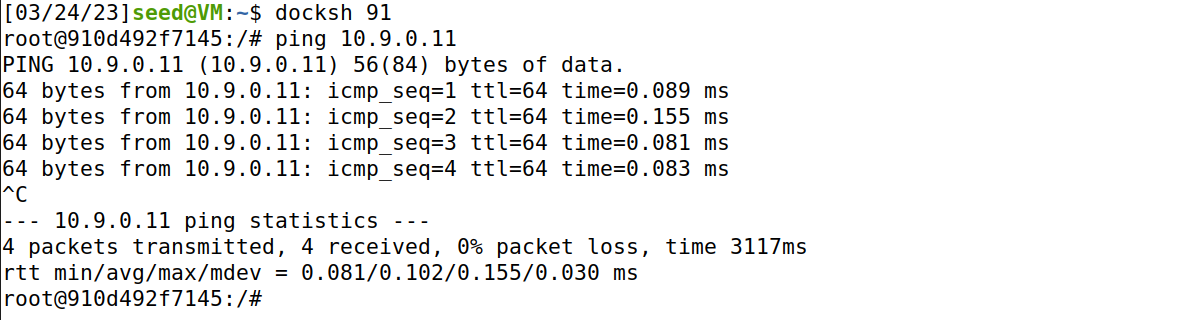 [03/24/23]seed@VM:~$ docksh 91
root@910d492f7145:/# ping 10.9.0.11
PING 10.9.0.11 (10.9.0.11) 56(84) bytes of data.
64 bytes from 10.9.0.11: icmp_seq=1 ttl=64 time=0.089 ms
64 bytes from 10.9.0.11: icmp_seq=2 ttl=64 time=0.155 ms
64 bytes from 10.9.0.11: icmp_seq=3 ttl=64 time=0.081 ms
64 bytes from 10.9.0.11: icmp_seq=4 ttl=64 time=0.083 ms
^C
--- 10.9.0.11 ping statistics ---
4 packets transmitted, 4 received, 0% packet loss, time 3117ms
rtt min/avg/max/mdev = 0.081/0.102/0.155/0.030 ms
root@910d492f7145:/#